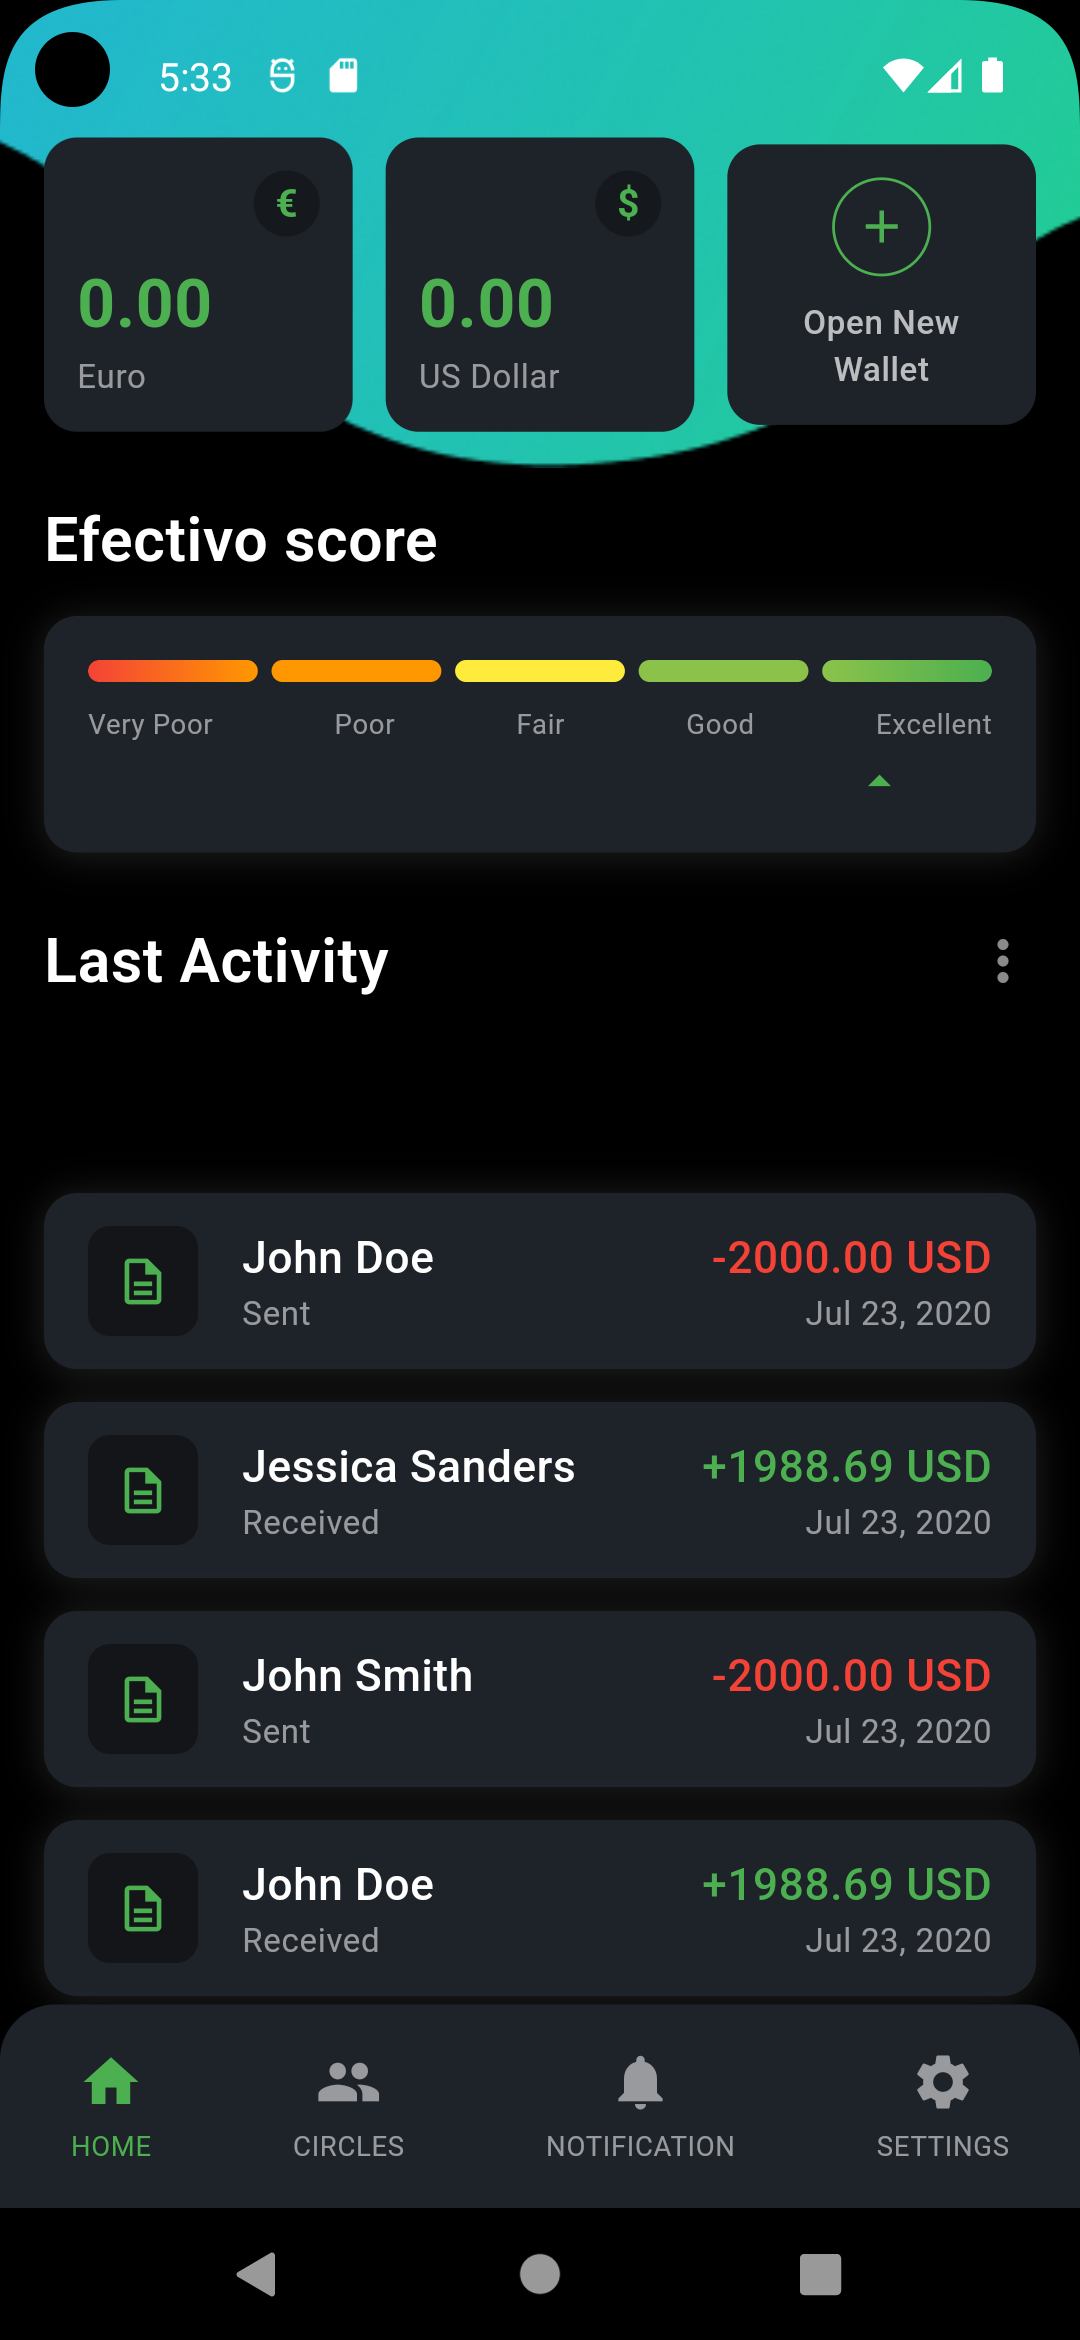 5:33
€
0.00
Euro
$
0.00
US Dollar
Open New
Wallet
Efectivo score
Very Poor
Poor
Fair
Good
Excellent
Last Activity
John Doe
-2000.00 USD
Sent
Jul 23, 2020
Jessica Sanders
+1988.69 USD
Received
Jul 23, 2020
John Smith
-2000.00 USD
Sent
Jul 23, 2020
John Doe
+1988.69 USD
Received
Jul 23, 2020
HOME
CIRCLES
NOTIFICATION
SETTINGS